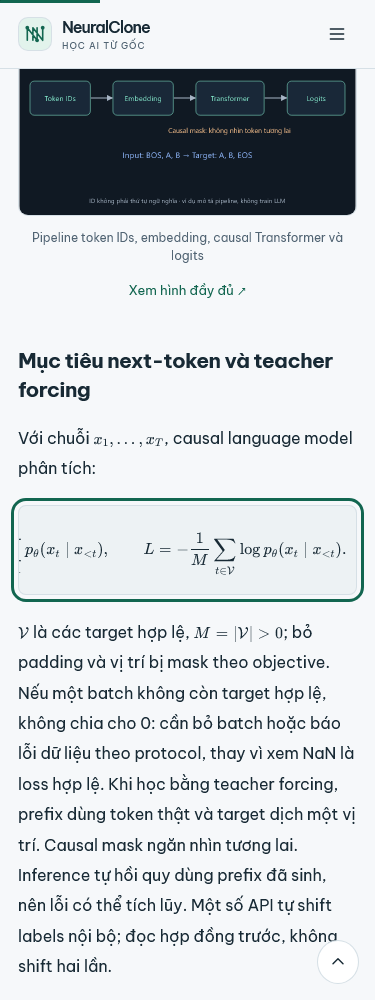 NeuralClone
HỌC AI TỪ GỐC
Token IDs
Embedding
Transformer
Logits
Causal mask: không nhìn token tương lai
Input: BOS, A, B → Target: A, B, EOS
ID không phải thứ tự ngữ nghĩa · ví dụ mô tả pipeline, không train LLM
Pipeline token IDs, embedding, causal Transformer và
logits
Xem hình đầy đủ ↗
Mục tiêu next-token và teacher
forcing
Với chuỗi x₁, . . . , x_T, causal language model
phân tích:
p_θ(x_t | x_{<t}), L = −\frac{1}{M} ∑_{t∈𝒱} log p_θ(x_t | x_{<t}).
𝒱 là các target hợp lệ, M = |𝒱| > 0; bỏ
padding và vị trí bị mask theo objective.
Nếu một batch không còn target hợp lệ,
không chia cho 0: cần bỏ batch hoặc báo
lỗi dữ liệu theo protocol, thay vì xem NaN là
loss hợp lệ. Khi học bằng teacher forcing,
prefix dùng token thật và target dịch một vị
trí. Causal mask ngăn nhìn tương lai.
Inference tự hồi quy dùng prefix đã sinh,
nên lỗi có thể tích lũy. Một số API tự shift
labels nội bộ; đọc hợp đồng trước, không
shift hai lần.